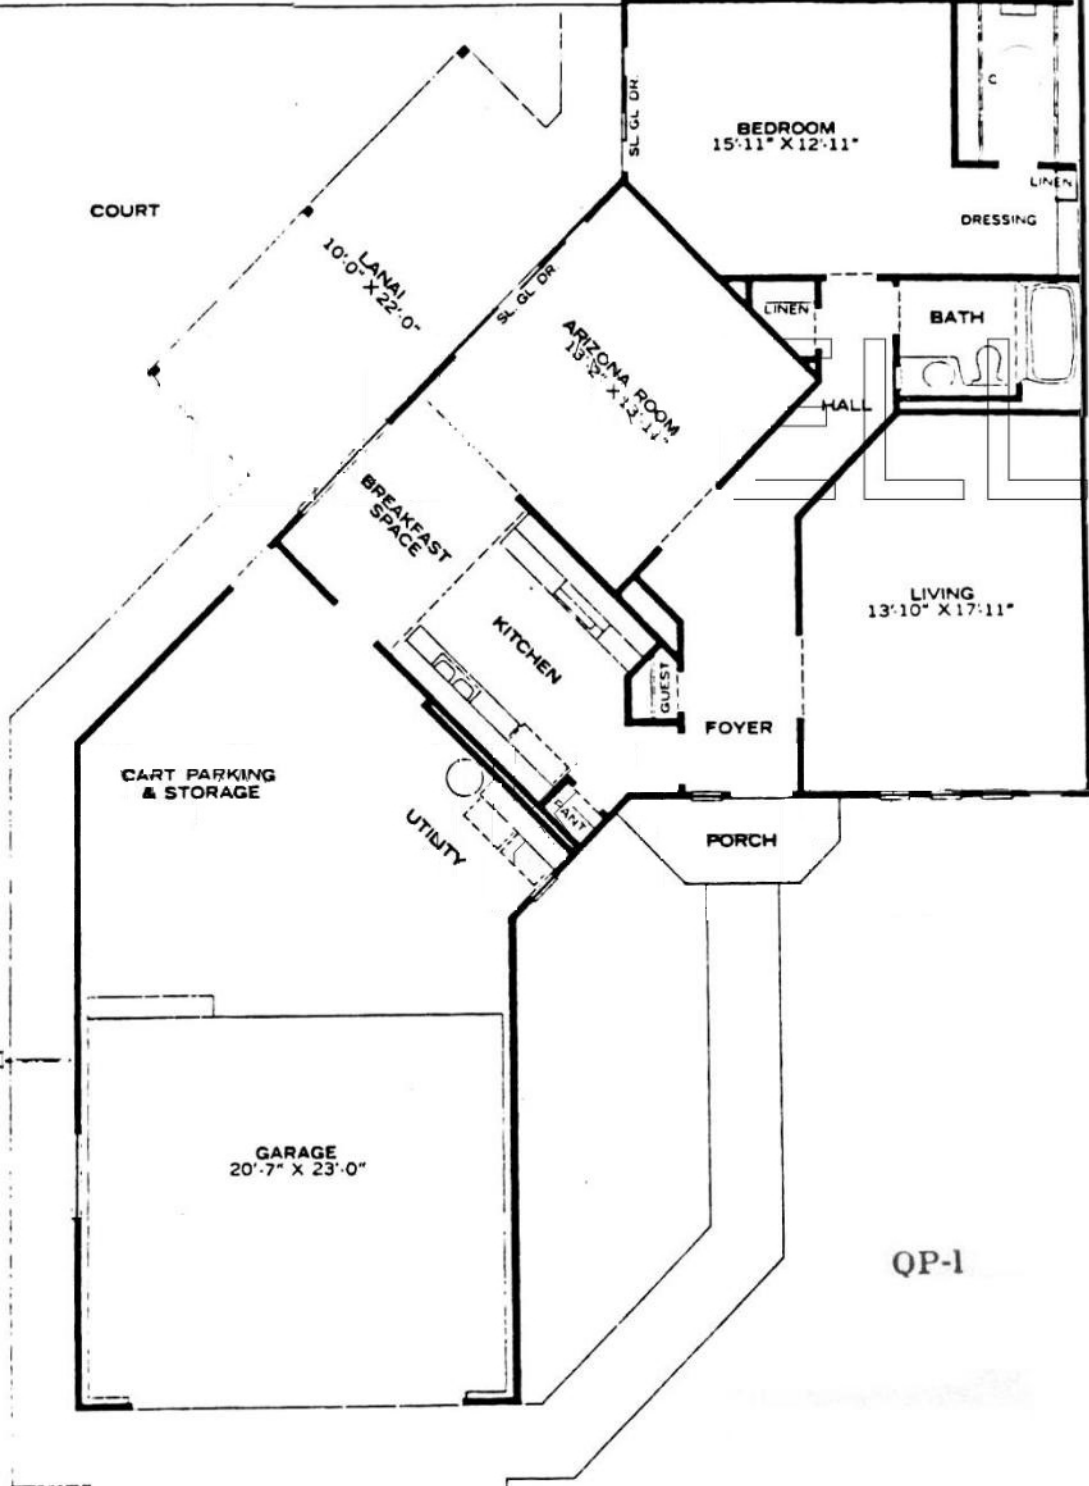 BEDROOM
15'-11" X 12'-11"
SL. GL. DR.
C
LINEN
DRESSING
COURT
LANAI
10'-0" X 22'-0"
SL. GL. DR.
LINEN
BATH
ARIZONA ROOM
HALL
BREAKFAST
SPACE
LIVING
13'-10" X 17'-11"
KITCHEN
GUEST
FOYER
CART PARKING
& STORAGE
PANT
UTILITY
PORCH
GARAGE
20'-7" X 23'-0"
QP-1